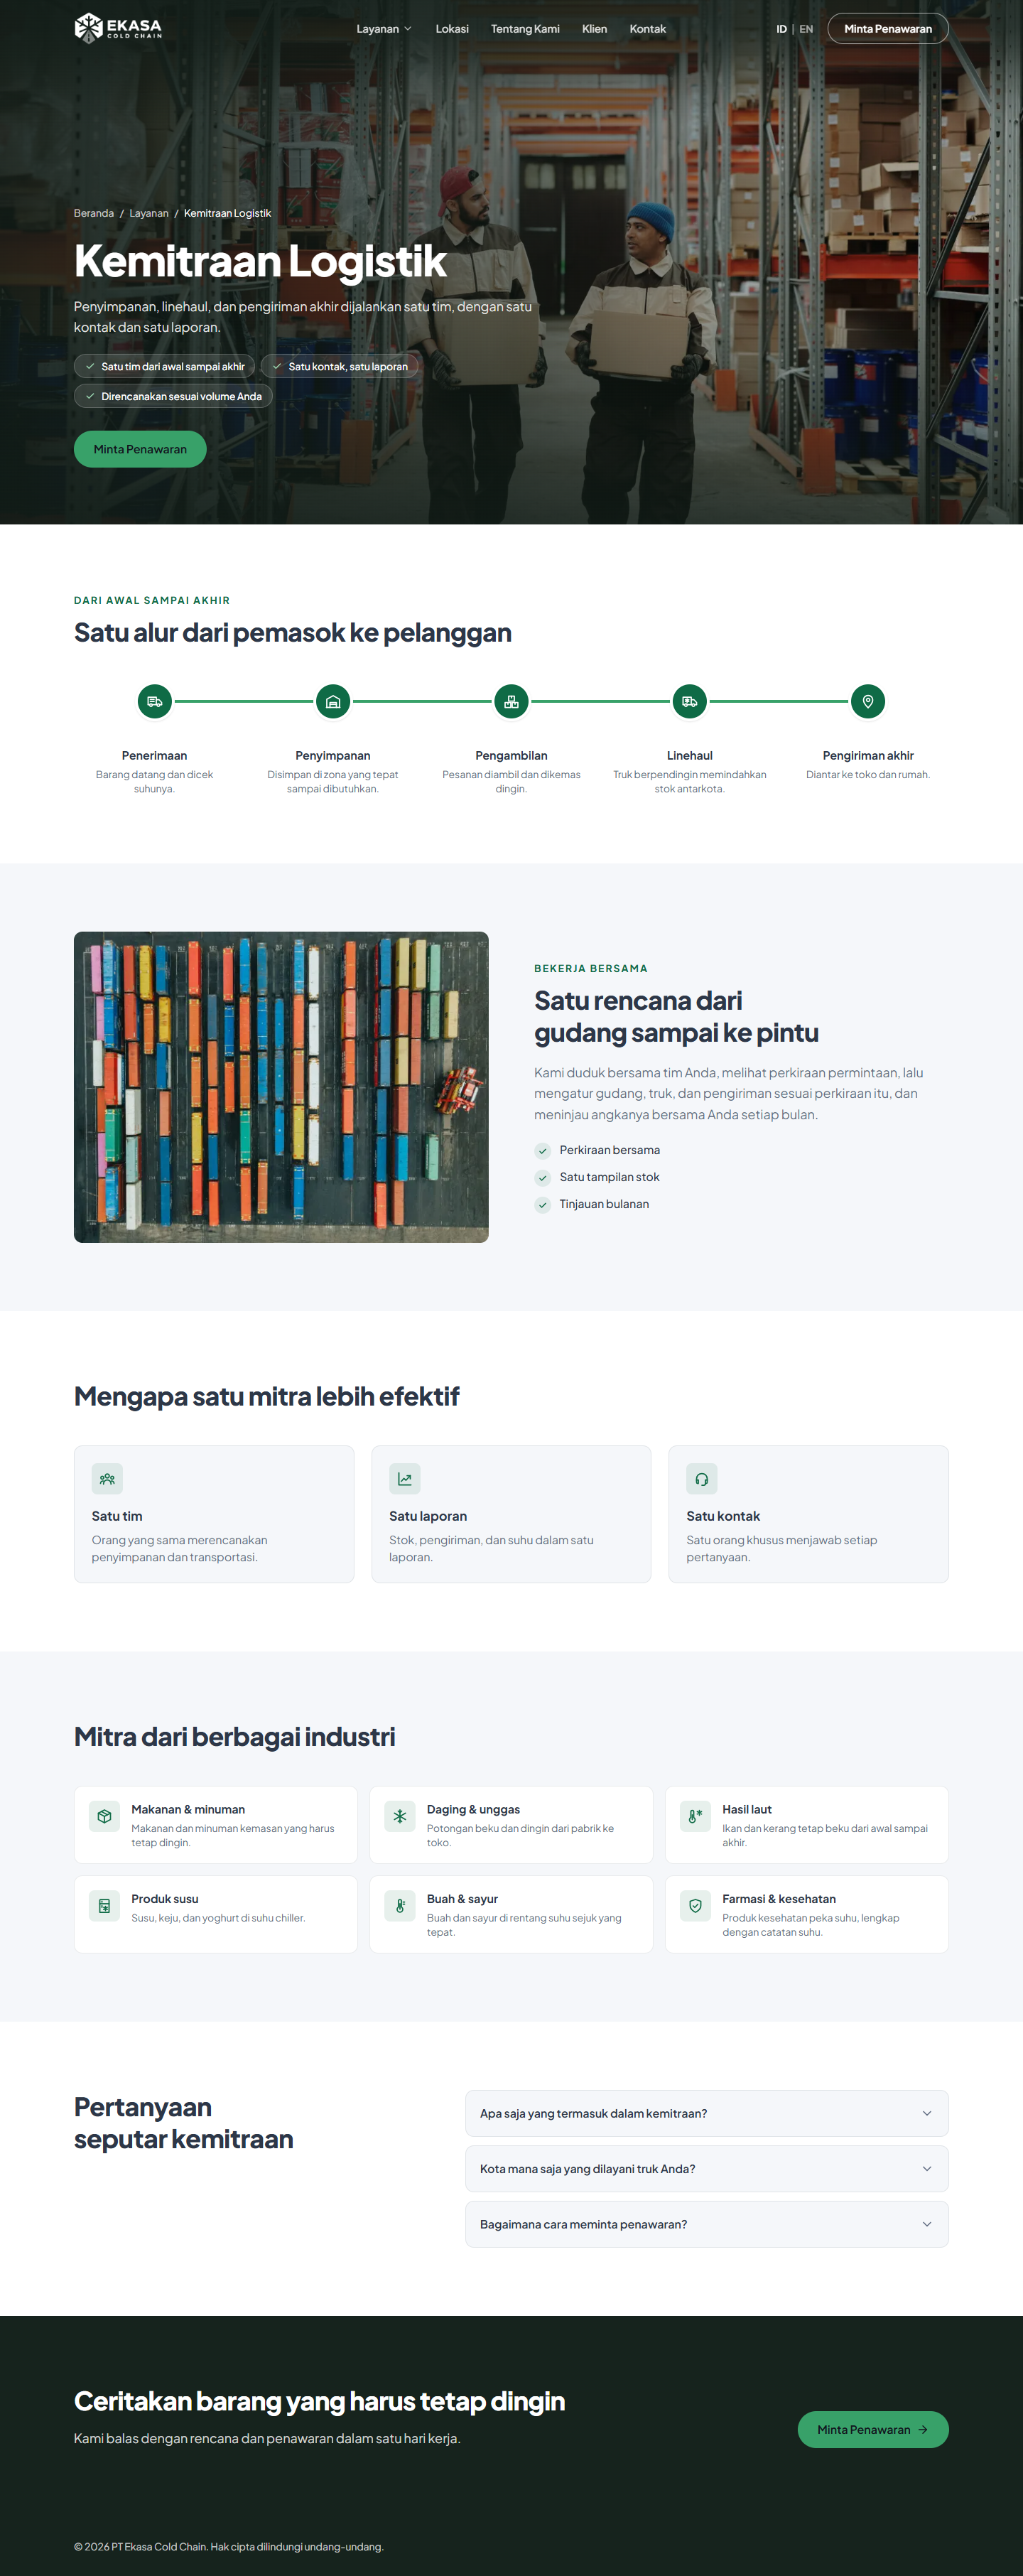 EKASA
COLD CHAIN
Layanan Lokasi Tentang Kami Klien Kontak
ID | EN
Minta Penawaran
Beranda / Layanan / Kemitraan Logistik
Kemitraan Logistik
Penyimpanan, linehaul, dan pengiriman akhir dijalankan satu tim, dengan satu
kontak dan satu laporan.
Satu tim dari awal sampai akhir
Satu kontak, satu laporan
Direncanakan sesuai volume Anda
Minta Penawaran
DARI AWAL SAMPAI AKHIR
Satu alur dari pemasok ke pelanggan
Penerimaan
Barang datang dan dicek
suhunya.
Penyimpanan
Disimpan di zona yang tepat
sampai dibutuhkan.
Pengambilan
Pesanan diambil dan dikemas
dingin.
Linehaul
Truk berpendingin memindahkan
stok antarkota.
Pengiriman akhir
Diantar ke toko dan rumah.
BEKERJA BERSAMA
Satu rencana dari
gudang sampai ke pintu
Kami duduk bersama tim Anda, melihat perkiraan permintaan, lalu
mengatur gudang, truk, dan pengiriman sesuai perkiraan itu, dan
meninjau angkanya bersama Anda setiap bulan.
Perkiraan bersama
Satu tampilan stok
Tinjauan bulanan
Mengapa satu mitra lebih efektif
Satu tim
Orang yang sama merencanakan
penyimpanan dan transportasi.
Satu laporan
Stok, pengiriman, dan suhu dalam satu
laporan.
Satu kontak
Satu orang khusus menjawab setiap
pertanyaan.
Mitra dari berbagai industri
Makanan & minuman
Makanan dan minuman kemasan yang harus
tetap dingin.
Daging & unggas
Potongan beku dan dingin dari pabrik ke
toko.
Hasil laut
Ikan dan kerang tetap beku dari awal sampai
akhir.
Produk susu
Susu, keju, dan yoghurt di suhu chiller.
Buah & sayur
Buah dan sayur di rentang suhu sejuk yang
tepat.
Farmasi & kesehatan
Produk kesehatan peka suhu, lengkap
dengan catatan suhu.
Pertanyaan
seputar kemitraan
Apa saja yang termasuk dalam kemitraan?
Kota mana saja yang dilayani truk Anda?
Bagaimana cara meminta penawaran?
Ceritakan barang yang harus tetap dingin
Kami balas dengan rencana dan penawaran dalam satu hari kerja.
Minta Penawaran
© 2026 PT Ekasa Cold Chain. Hak cipta dilindungi undang-undang.